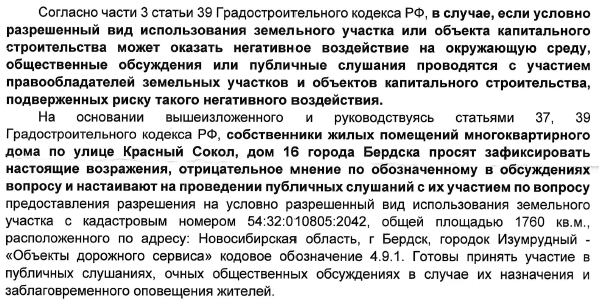 Согласно части 3 статьи 39 Градостроительного кодекса РФ, в случае, если условно
разрешенный вид использования земельного участка или объекта капитального
строительства может оказать негативное воздействие на окружающую среду,
общественные обсуждения или публичные слушания проводятся с участием
правообладателей земельных участков и объектов капитального строительства,
подверженных риску такого негативного воздействия.
На основании вышеизложенного и руководствуясь статьями 37, 39
Градостроительного кодекса РФ, собственники жилых помещений многоквартирного
дома по улице Красный Сокол, дом 16 города Бердска просят зафиксировать
настоящие возражения, отрицательное мнение по обозначенному в обсуждениях
вопросу и настаивают на проведении публичных слушаний с их участием по вопросу
предоставления разрешения на условно разрешенный вид использования земельного
участка с кадастровым номером 54:32:010805:2042, общей площадью 1760 кв.м.,
расположенного по адресу: Новосибирская область, г Бердск, городок Изумрудный -
«Объекты дорожного сервиса» кодовое обозначение 4.9.1. Готовы принять участие в
публичных слушаниях, очных общественных обсуждениях в случае их назначения и
заблаговременного оповещения жителей.